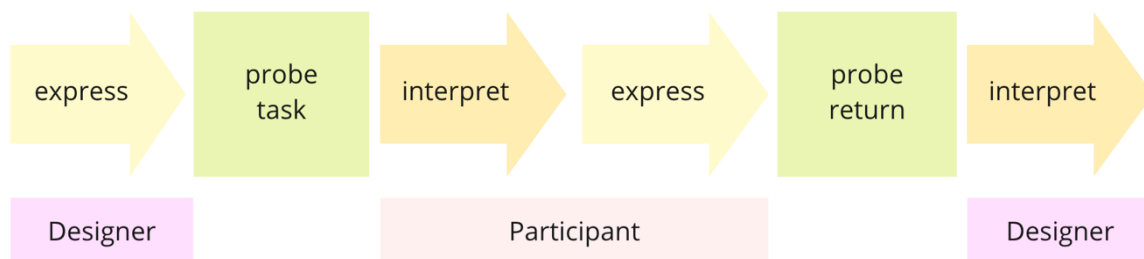 express
probe
task
interpret
express
probe
return
interpret
Designer
Participant
Designer